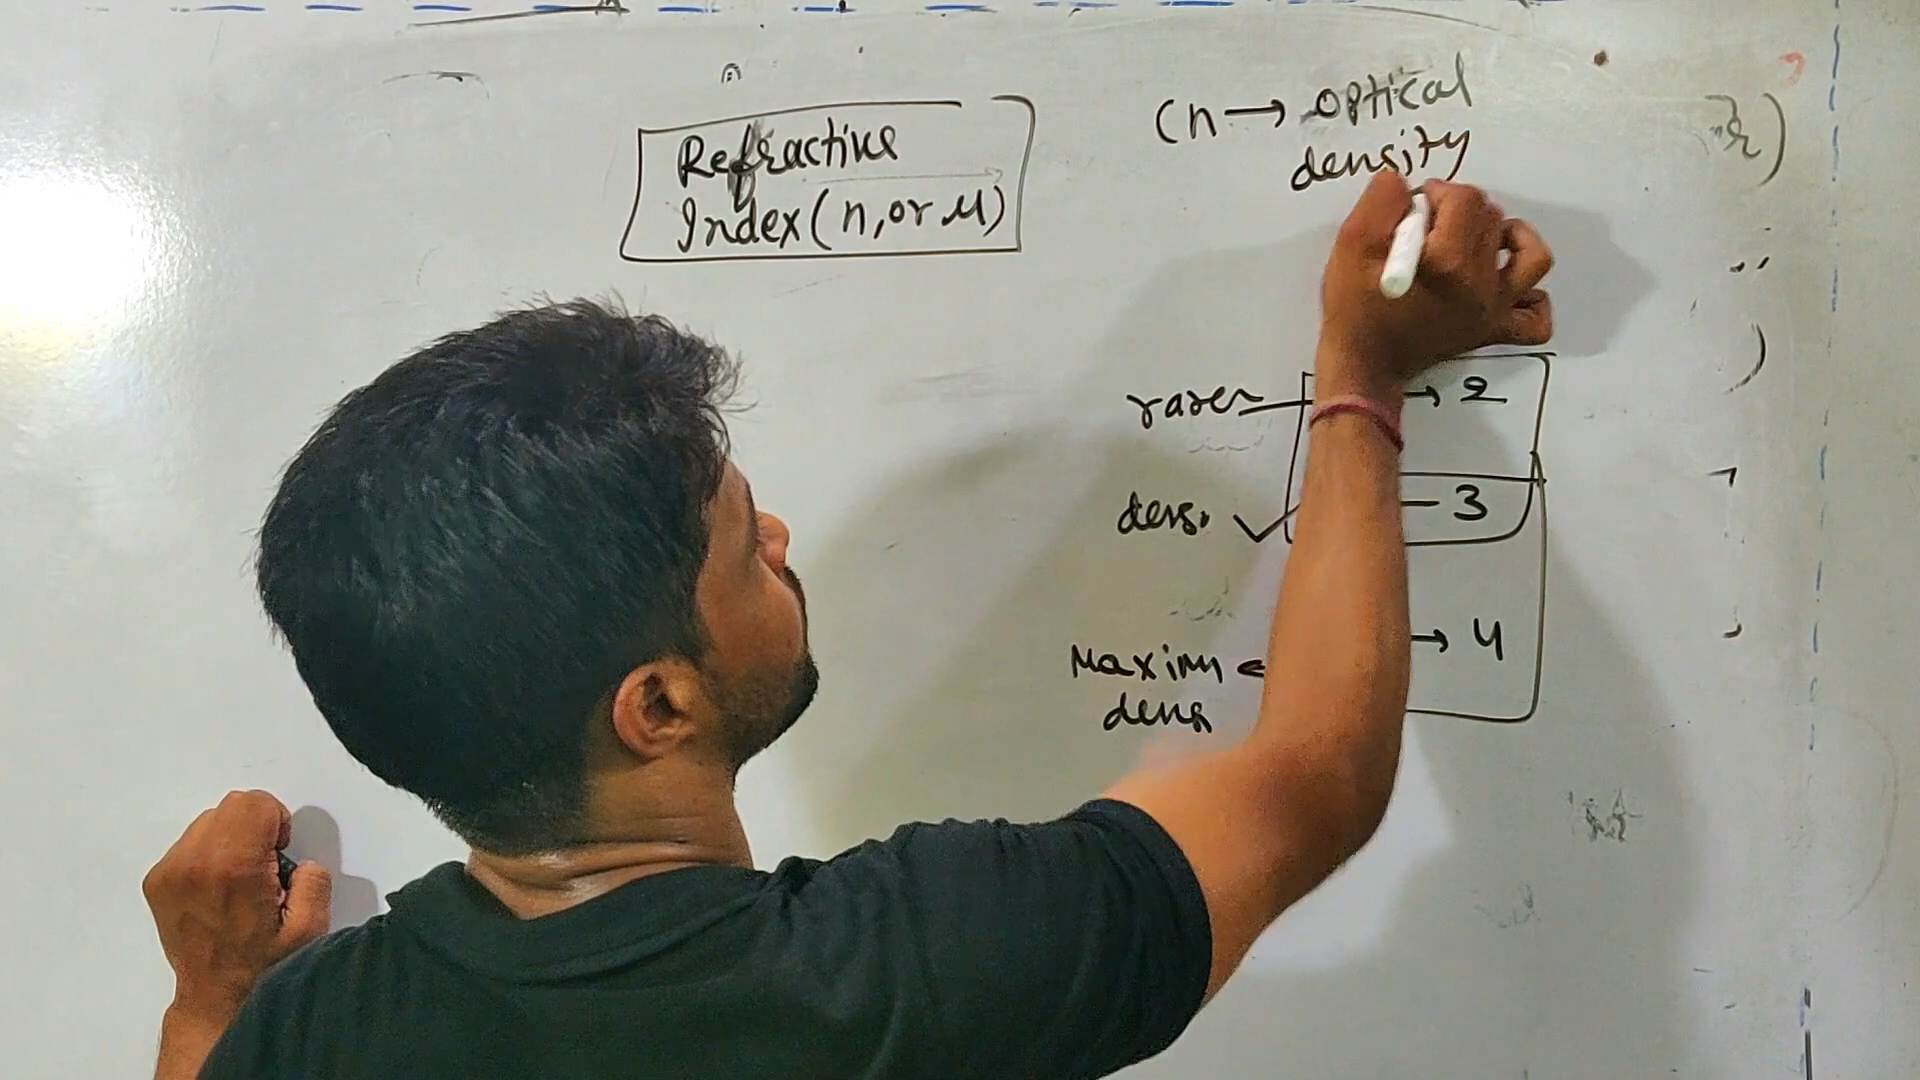 Refractive
Index (n, or μ)
(n → optical
density
rarer → 2
dens. — 3
Maxim → 4
dens